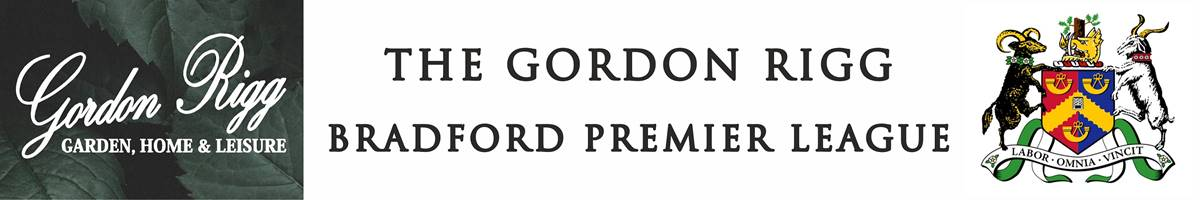 Gordon Rigg
GARDEN, HOME & LEISURE
THE GORDON RIGG
BRADFORD PREMIER LEAGUE
LABOR · OMNIA · VINCIT